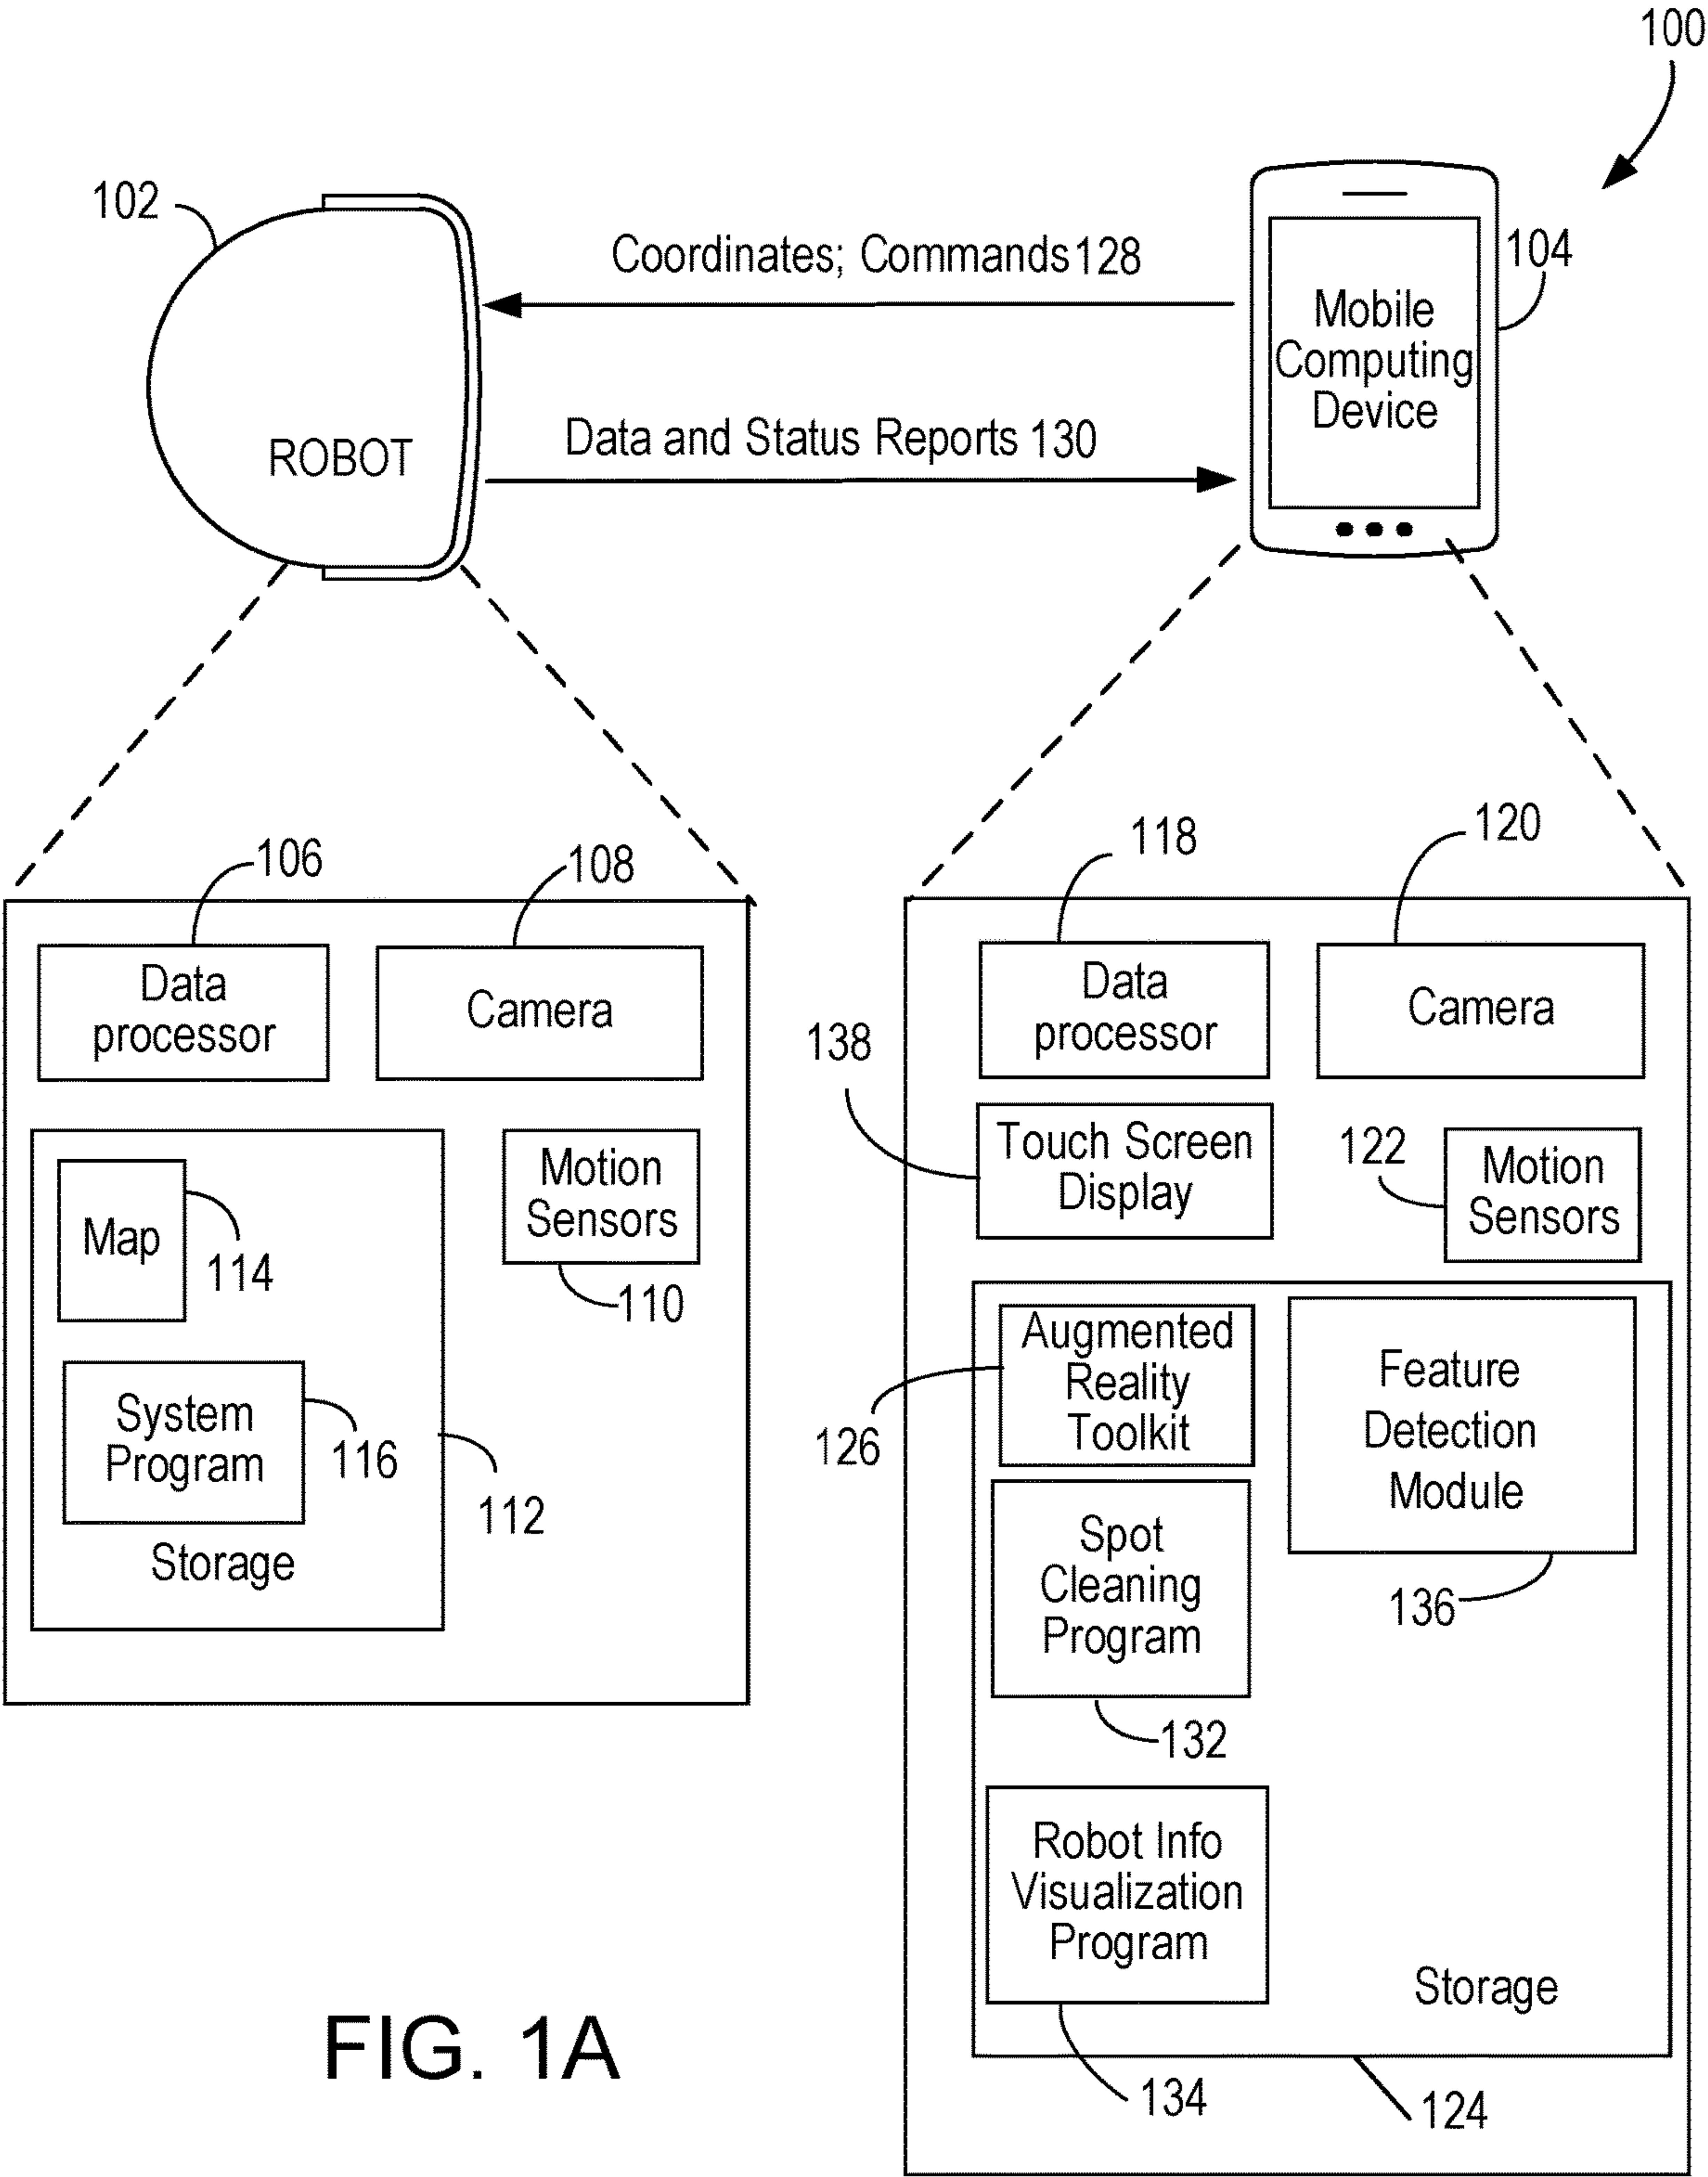 100
102
Coordinates; Commands 128
104
Mobile
Computing
Device
Data and Status Reports 130
ROBOT
106
108
Data
processor
Camera
Map
114
Motion
Sensors
110
System
Program
116
112
Storage
118
120
Data
processor
Camera
138
Touch Screen
Display
122
Motion
Sensors
Augmented
Reality
Toolkit
126
Feature
Detection
Module
136
Spot
Cleaning
Program
132
Robot Info
Visualization
Program
134
Storage
124
FIG. 1A